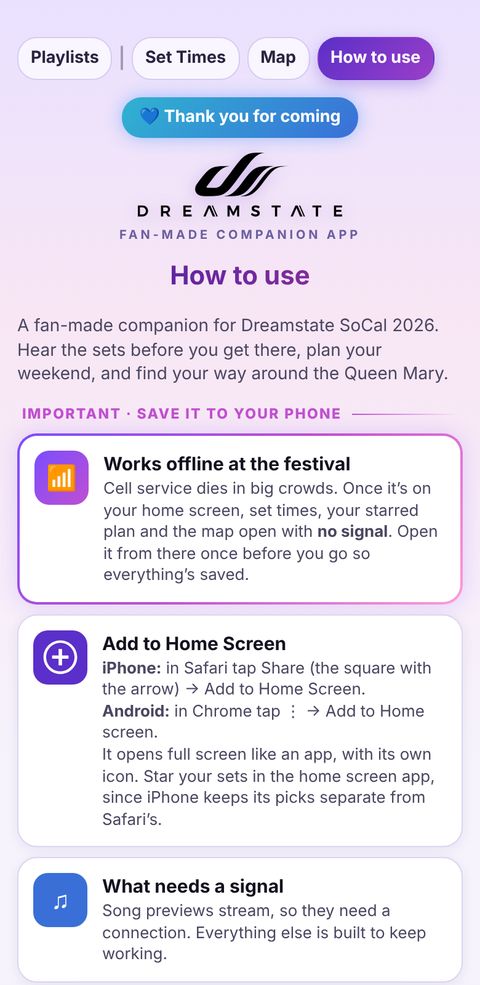 Playlists | Set Times Map How to use
💙 Thank you for coming
DREAMSTATE
FAN-MADE COMPANION APP
How to use
A fan-made companion for Dreamstate SoCal 2026.
Hear the sets before you get there, plan your
weekend, and find your way around the Queen Mary.
IMPORTANT · SAVE IT TO YOUR PHONE
Works offline at the festival
Cell service dies in big crowds. Once it’s on
your home screen, set times, your starred
plan and the map open with no signal. Open
it from there once before you go so
everything’s saved.
Add to Home Screen
iPhone: in Safari tap Share (the square with
the arrow) → Add to Home Screen.
Android: in Chrome tap ⋮ → Add to Home
screen.
It opens full screen like an app, with its own
icon. Star your sets in the home screen app,
since iPhone keeps its picks separate from
Safari’s.
What needs a signal
Song previews stream, so they need a
connection. Everything else is built to keep
working.